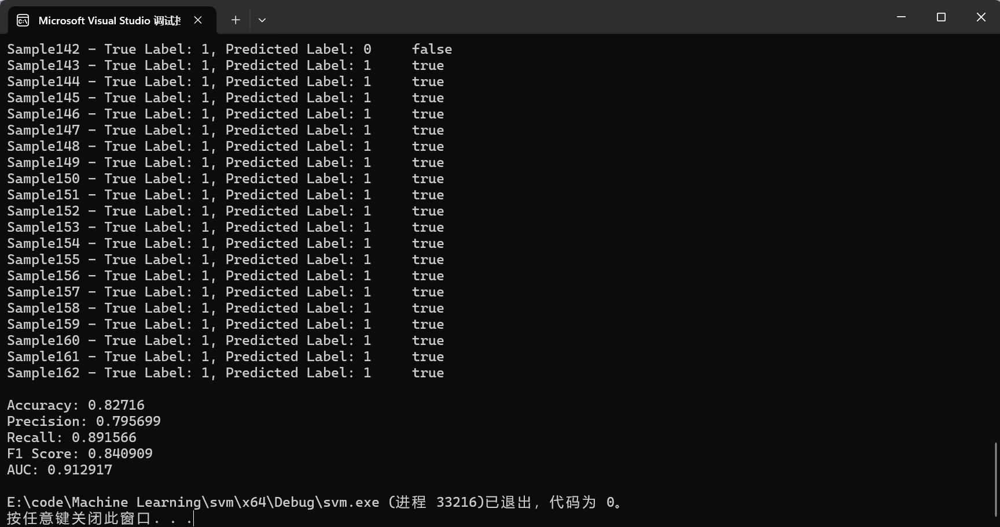 Microsoft Visual Studio 调试
Sample142 - True Label: 1, Predicted Label: 0     false
Sample143 - True Label: 1, Predicted Label: 1     true
Sample144 - True Label: 1, Predicted Label: 1     true
Sample145 - True Label: 1, Predicted Label: 1     true
Sample146 - True Label: 1, Predicted Label: 1     true
Sample147 - True Label: 1, Predicted Label: 1     true
Sample148 - True Label: 1, Predicted Label: 1     true
Sample149 - True Label: 1, Predicted Label: 1     true
Sample150 - True Label: 1, Predicted Label: 1     true
Sample151 - True Label: 1, Predicted Label: 1     true
Sample152 - True Label: 1, Predicted Label: 1     true
Sample153 - True Label: 1, Predicted Label: 1     true
Sample154 - True Label: 1, Predicted Label: 1     true
Sample155 - True Label: 1, Predicted Label: 1     true
Sample156 - True Label: 1, Predicted Label: 1     true
Sample157 - True Label: 1, Predicted Label: 1     true
Sample158 - True Label: 1, Predicted Label: 1     true
Sample159 - True Label: 1, Predicted Label: 1     true
Sample160 - True Label: 1, Predicted Label: 1     true
Sample161 - True Label: 1, Predicted Label: 1     true
Sample162 - True Label: 1, Predicted Label: 1     true
Accuracy: 0.82716
Precision: 0.795699
Recall: 0.891566
F1 Score: 0.840909
AUC: 0.912917
E:\code\Machine Learning\svm\x64\Debug\svm.exe (进程 33216)已退出，代码为 0。
按任意键关闭此窗口. . .